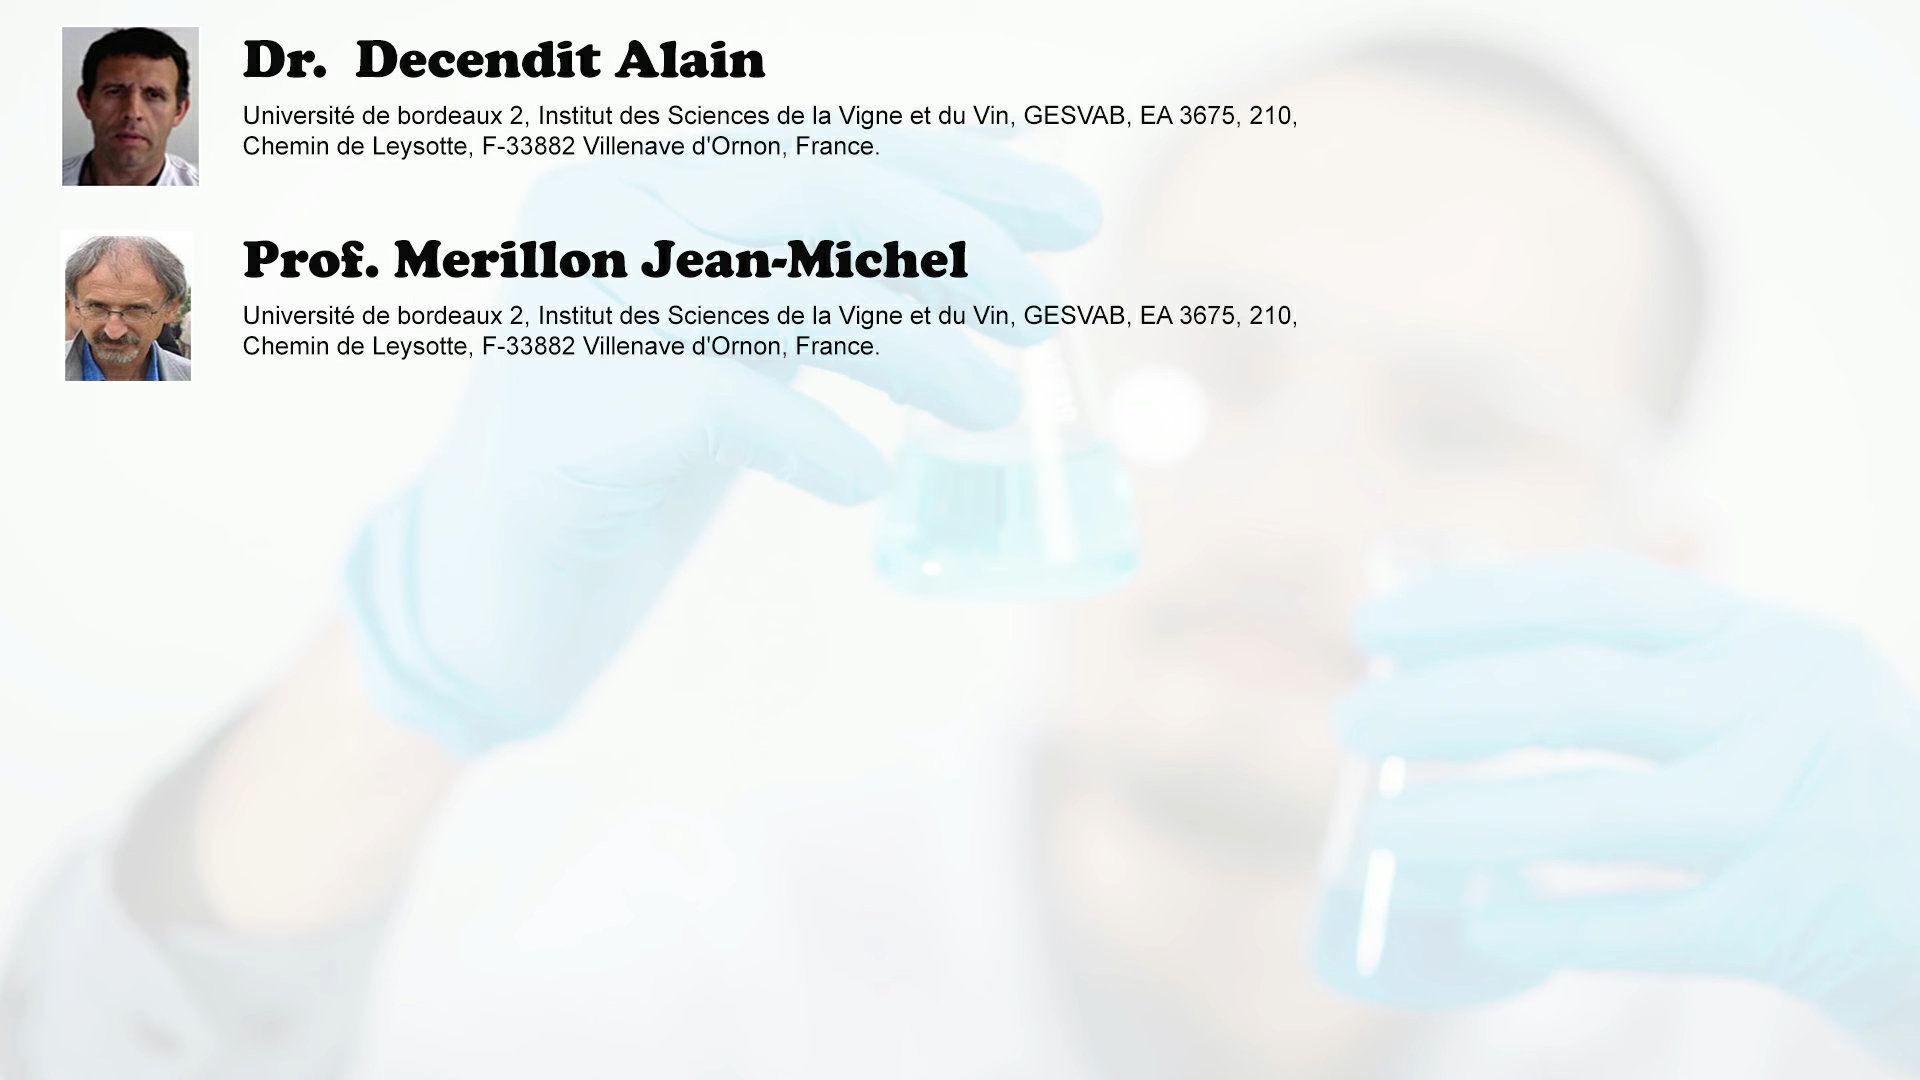 Dr.  Decendit Alain
Université de bordeaux 2, Institut des Sciences de la Vigne et du Vin, GESVAB, EA 3675, 210,
Chemin de Leysotte, F-33882 Villenave d'Ornon, France.
Prof. Merillon Jean-Michel
Université de bordeaux 2, Institut des Sciences de la Vigne et du Vin, GESVAB, EA 3675, 210,
Chemin de Leysotte, F-33882 Villenave d'Ornon, France.